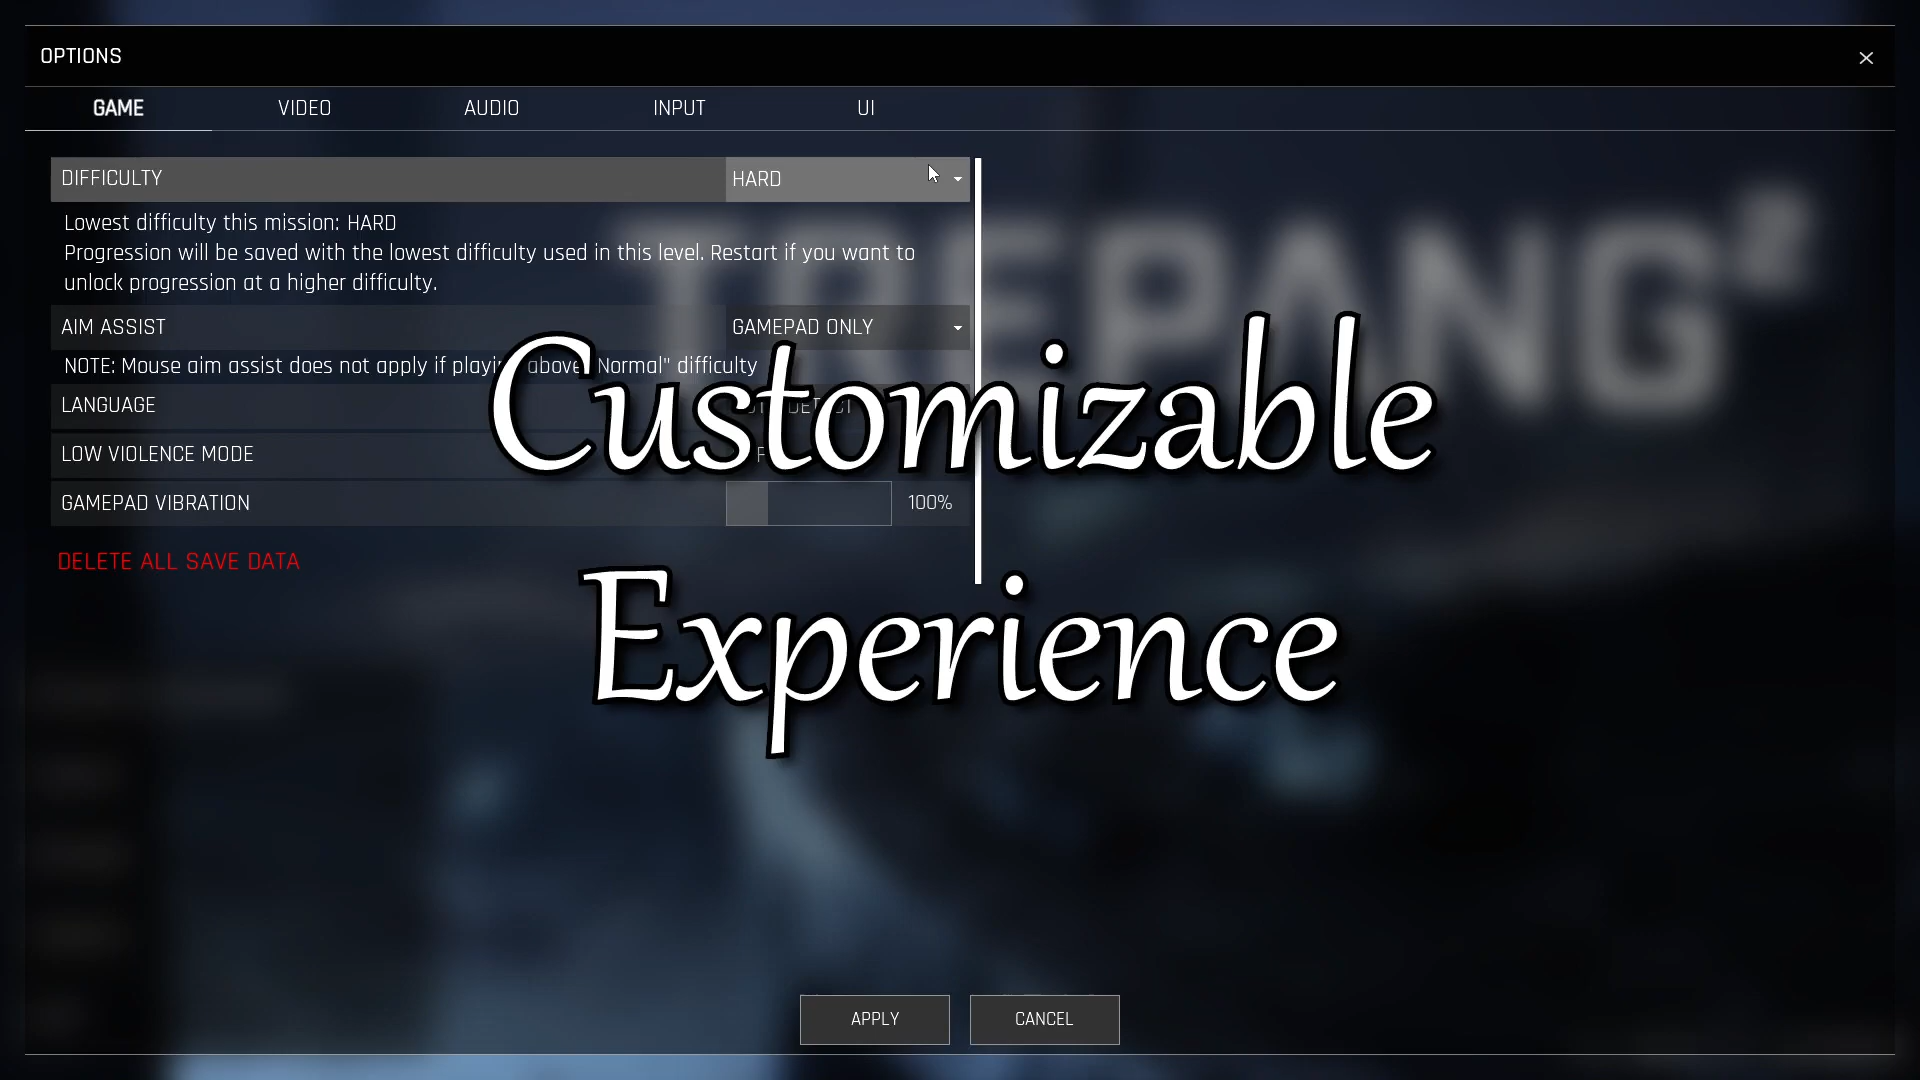 OPTIONS
GAME VIDEO AUDIO INPUT UI
DIFFICULTY HARD
Lowest difficulty this mission: HARD
Progression will be saved with the lowest difficulty used in this level. Restart if you want to
unlock progression at a higher difficulty.
TREPANG²
AIM ASSIST GAMEPAD ONLY
NOTE: Mouse aim assist does not apply if playing above "Normal" difficulty
LANGUAGE
LOW VIOLENCE MODE
GAMEPAD VIBRATION 100%
DELETE ALL SAVE DATA
Customizable
Experience
APPLY CANCEL